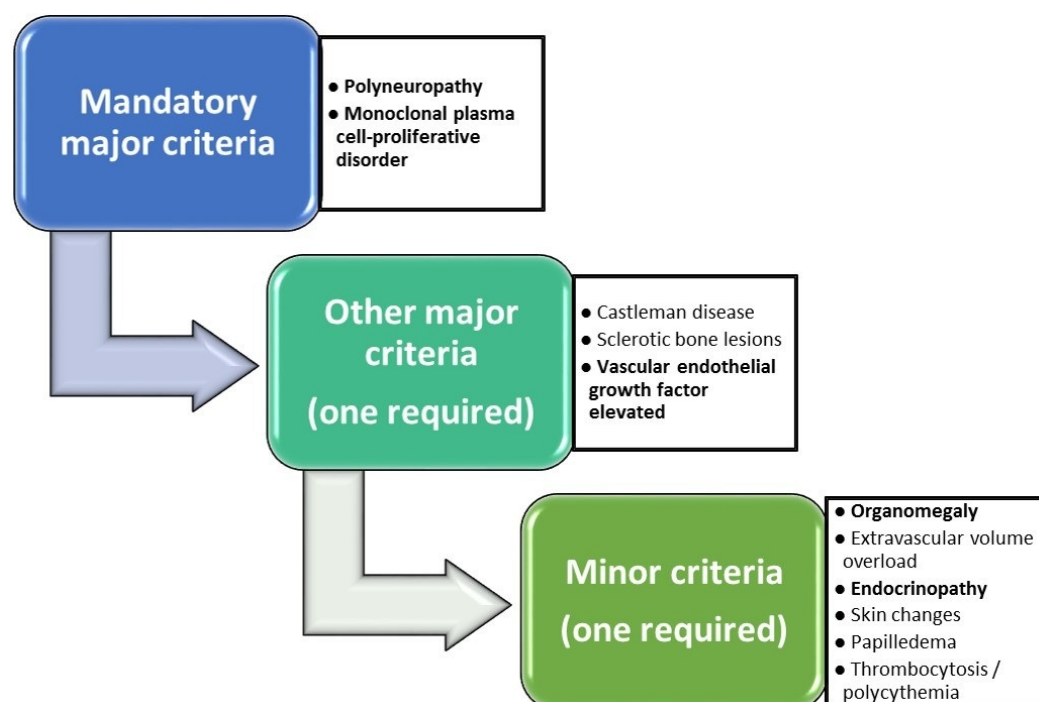 Mandatory
major criteria
● Polyneuropathy
● Monoclonal plasma
cell-proliferative
disorder
Other major
criteria
(one required)
● Castleman disease
● Sclerotic bone lesions
● Vascular endothelial
growth factor
elevated
Minor criteria
(one required)
● Organomegaly
● Extravascular volume
overload
● Endocrinopathy
● Skin changes
● Papilledema
● Thrombocytosis /
polycythemia